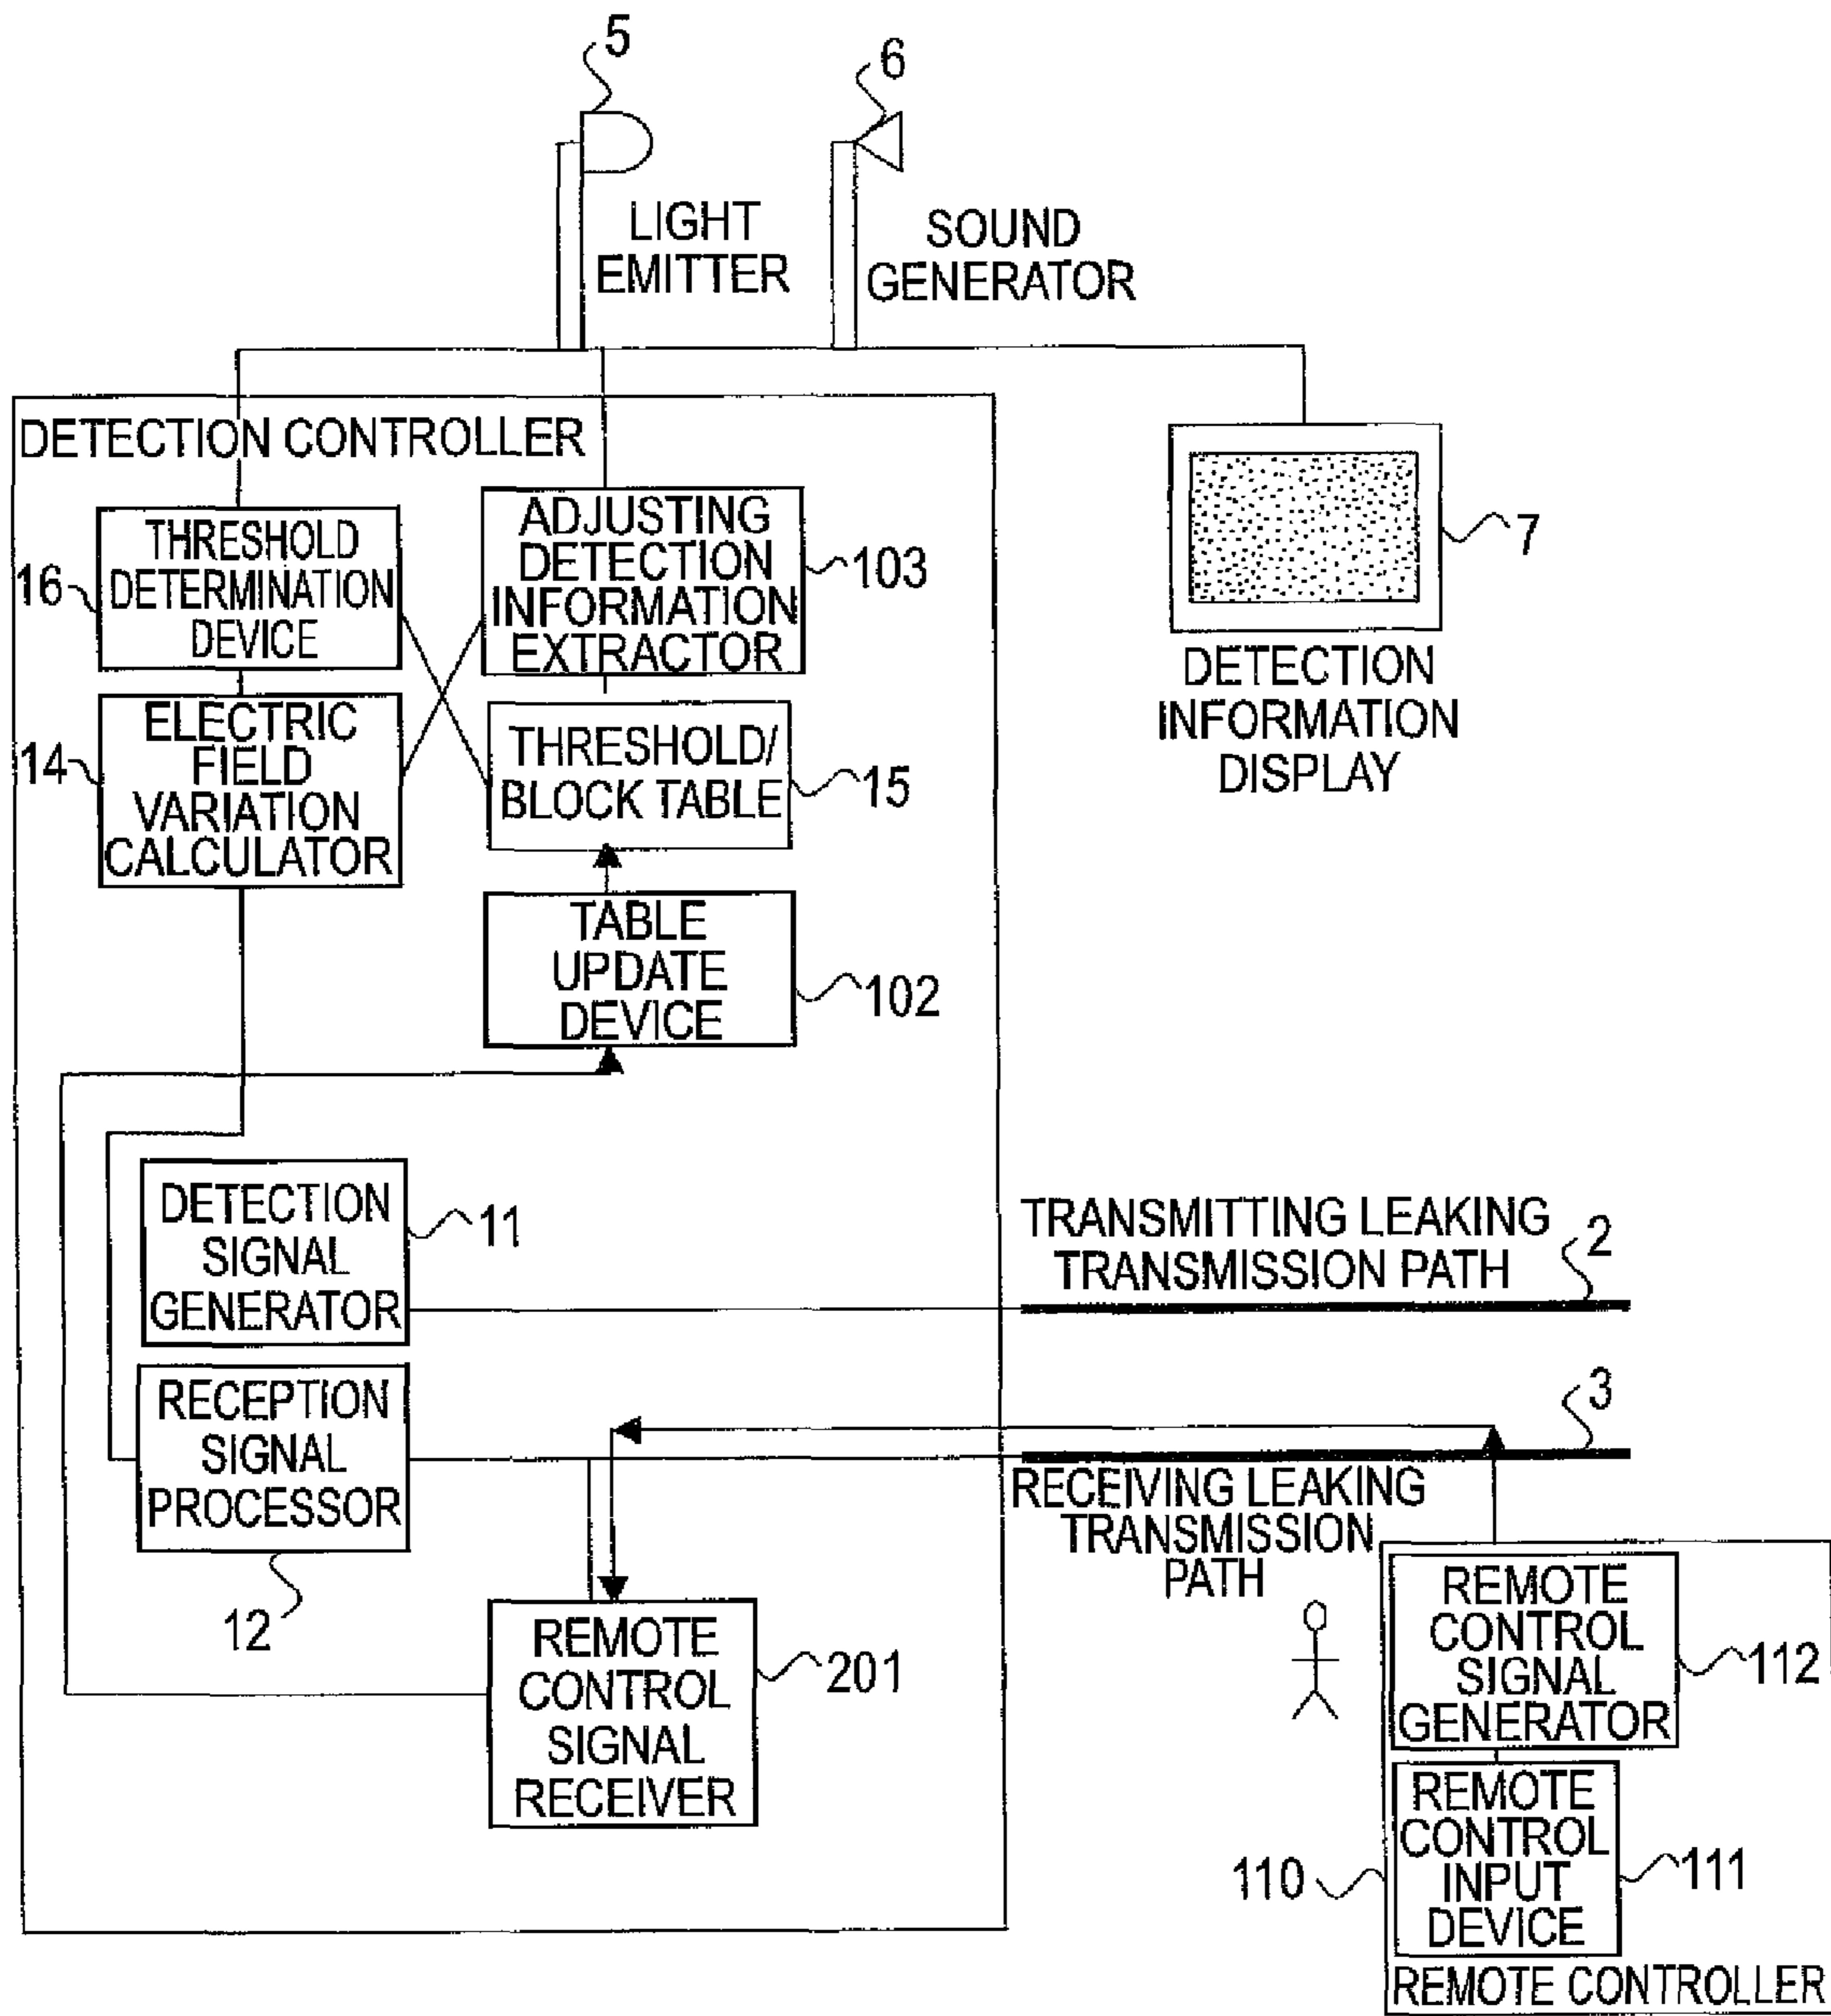 5
6
LIGHT
EMITTER
SOUND
GENERATOR
DETECTION CONTROLLER
THRESHOLD
DETERMINATION
DEVICE
16
ADJUSTING
DETECTION
INFORMATION
EXTRACTOR
103
7
DETECTION
INFORMATION
DISPLAY
ELECTRIC
FIELD
VARIATION
CALCULATOR
14
THRESHOLD/
BLOCK TABLE
15
TABLE
UPDATE
DEVICE
102
DETECTION
SIGNAL
GENERATOR
11
TRANSMITTING LEAKING
TRANSMISSION PATH
2
RECEPTION
SIGNAL
PROCESSOR
12
3
RECEIVING LEAKING
TRANSMISSION
PATH
REMOTE
CONTROL
SIGNAL
RECEIVER
201
REMOTE
CONTROL
SIGNAL
GENERATOR
112
REMOTE
CONTROL
INPUT
DEVICE
111
110
REMOTE CONTROLLER